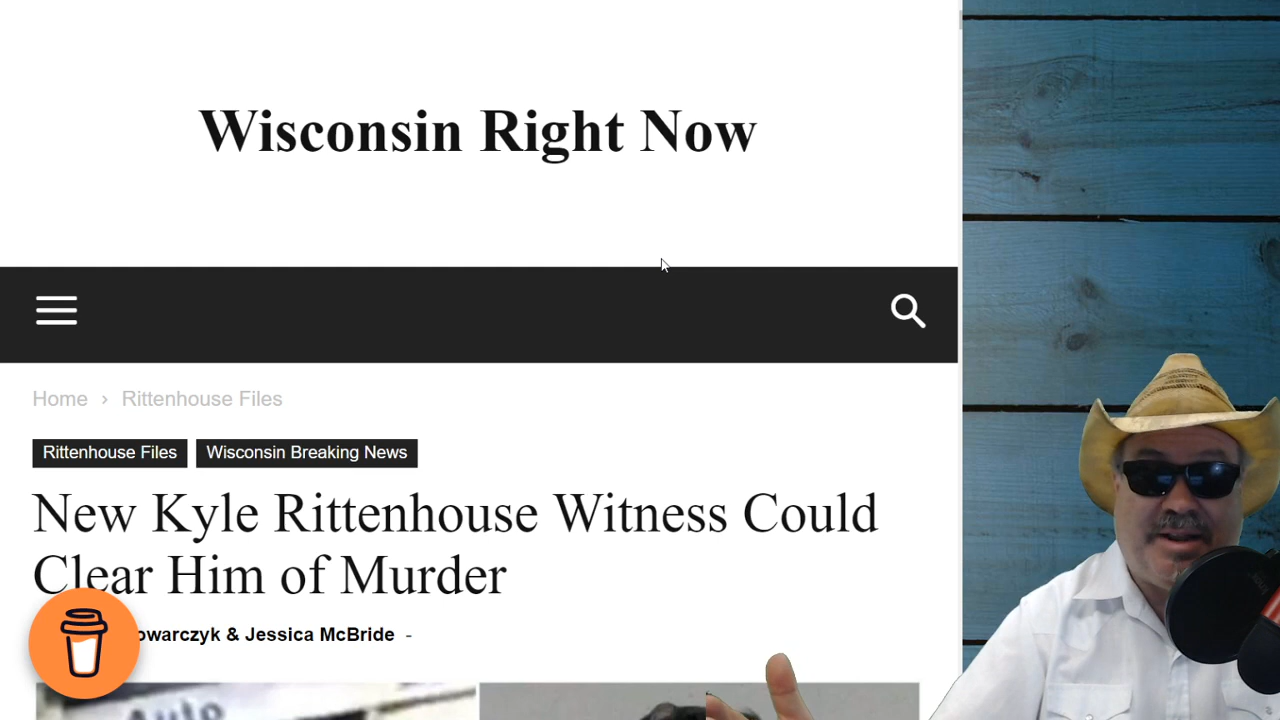 Wisconsin Right Now
Home › Rittenhouse Files
Rittenhouse Files
Wisconsin Breaking News
New Kyle Rittenhouse Witness Could
Clear Him of Murder
& Jessica McBride -
Auto